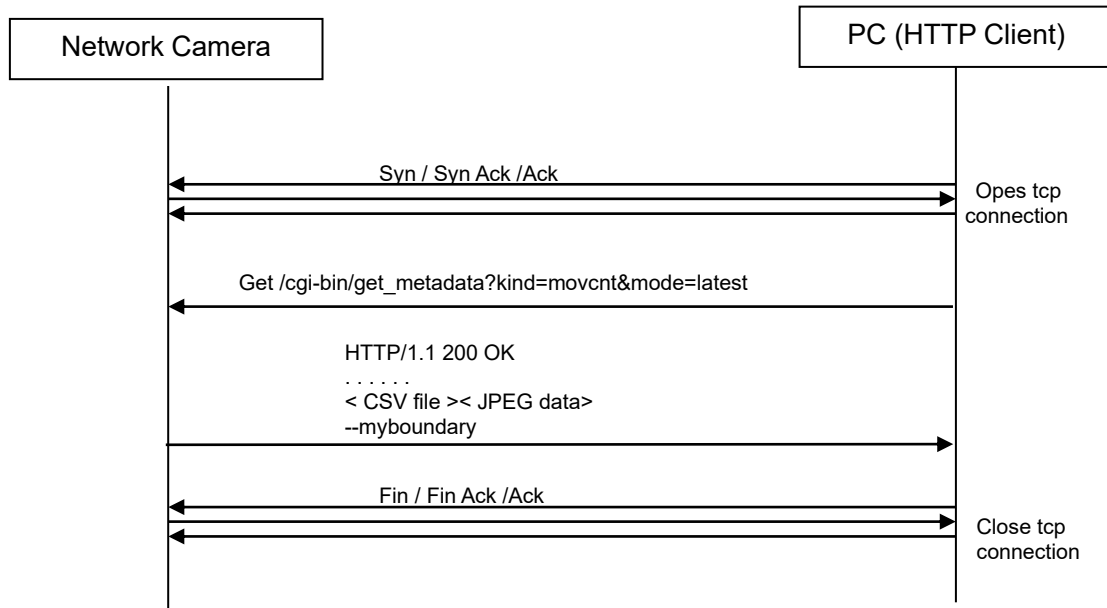 Network Camera
PC (HTTP Client)
Syn / Syn Ack /Ack
Opes tcp
connection
Get /cgi-bin/get_metadata?kind=movcnt&mode=latest
HTTP/1.1 200 OK
. . . . . .
< CSV file >< JPEG data>
--myboundary
Fin / Fin Ack /Ack
Close tcp
connection